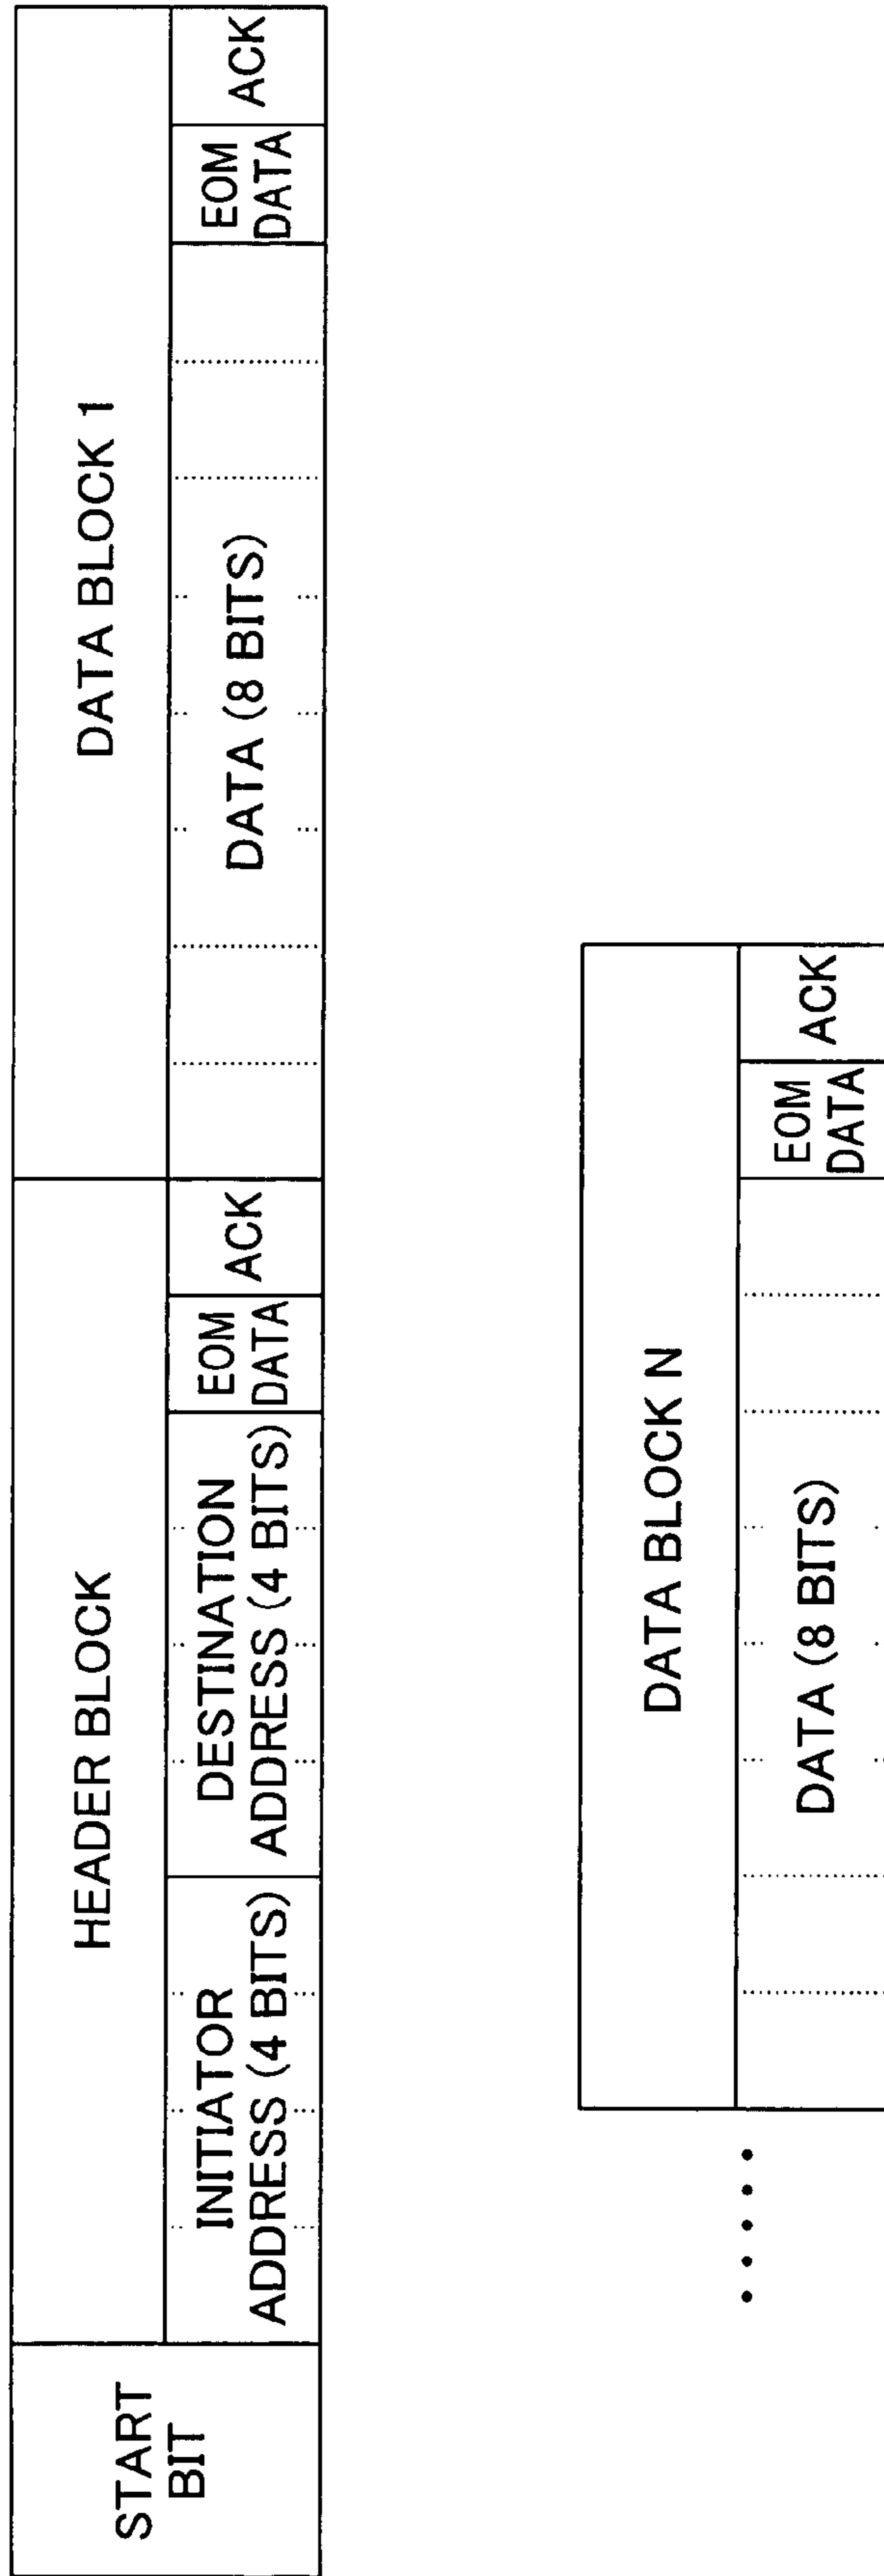 START
BIT
HEADER BLOCK
INITIATOR
ADDRESS (4 BITS)
DESTINATION
ADDRESS (4 BITS)
EOM
DATA
ACK
DATA BLOCK 1
DATA (8 BITS)
EOM
DATA
ACK
DATA BLOCK N
DATA (8 BITS)
EOM
DATA
ACK